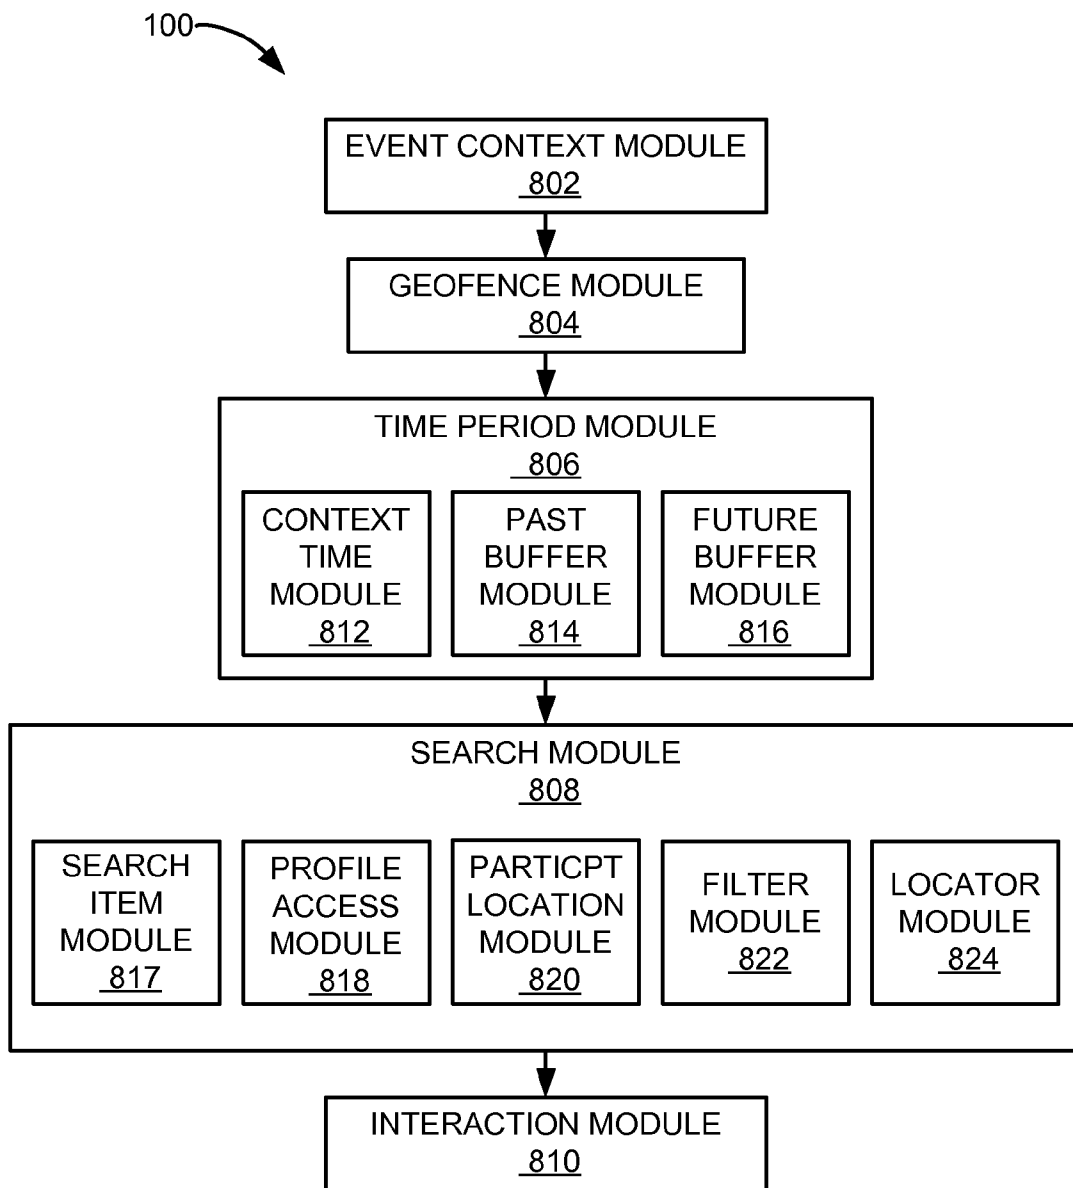 100
EVENT CONTEXT MODULE
802
GEOFENCE MODULE
804
TIME PERIOD MODULE
806
CONTEXT
TIME
MODULE
812
PAST
BUFFER
MODULE
814
FUTURE
BUFFER
MODULE
816
SEARCH MODULE
808
SEARCH
ITEM
MODULE
817
PROFILE
ACCESS
MODULE
818
PARTICPT
LOCATION
MODULE
820
FILTER
MODULE
822
LOCATOR
MODULE
824
INTERACTION MODULE
810